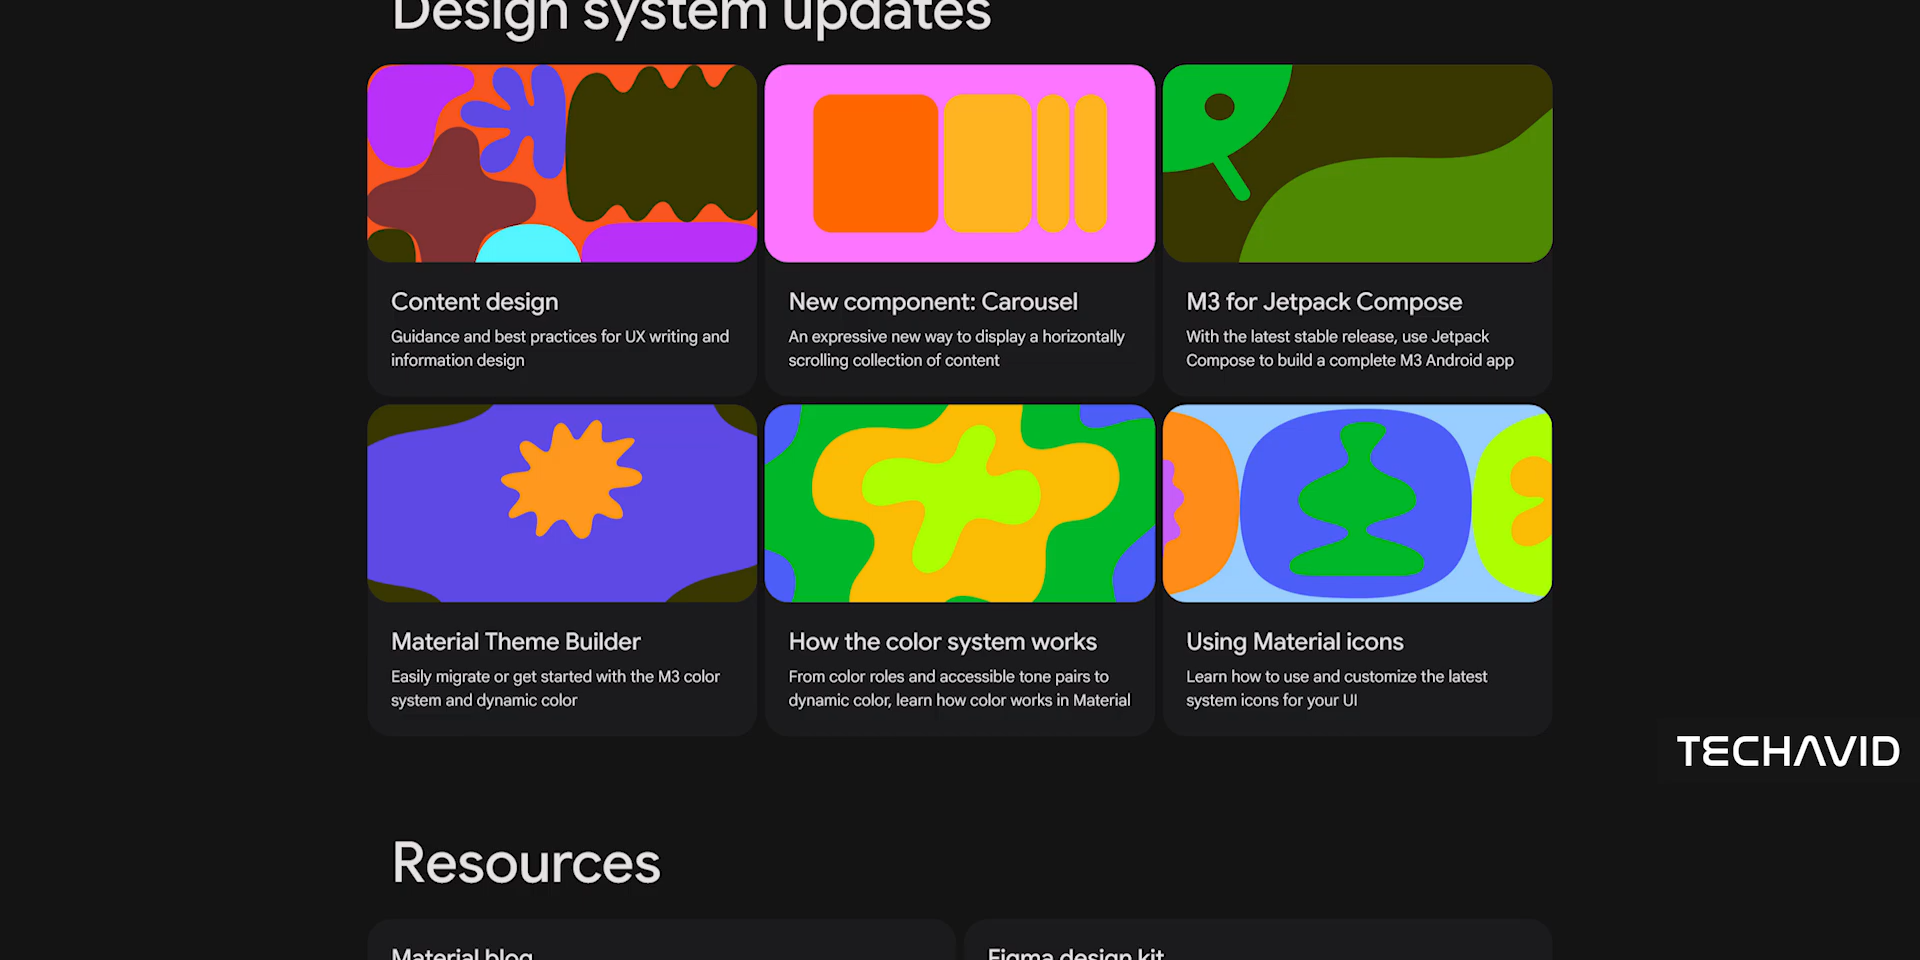 Design system updates
Content design
Guidance and best practices for UX writing and
information design
New component: Carousel
An expressive new way to display a horizontally
scrolling collection of content
M3 for Jetpack Compose
With the latest stable release, use Jetpack
Compose to build a complete M3 Android app
Material Theme Builder
Easily migrate or get started with the M3 color
system and dynamic color
How the color system works
From color roles and accessible tone pairs to
dynamic color, learn how color works in Material
Using Material icons
Learn how to use and customize the latest
system icons for your UI
TECHAVID
Resources
Material blog
Figma design kit